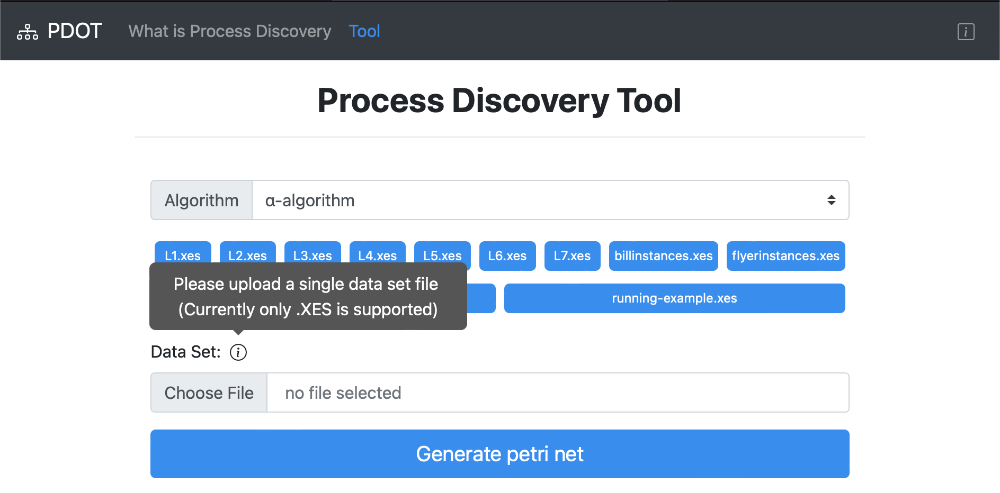 PDOT What is Process Discovery Tool i
Process Discovery Tool
Algorithm α-algorithm
L1.xes L2.xes L3.xes L4.xes L5.xes L6.xes L7.xes billinstances.xes flyerinstances.xes
Please upload a single data set file
(Currently only .XES is supported)
running-example.xes
Data Set: i
Choose File no file selected
Generate petri net